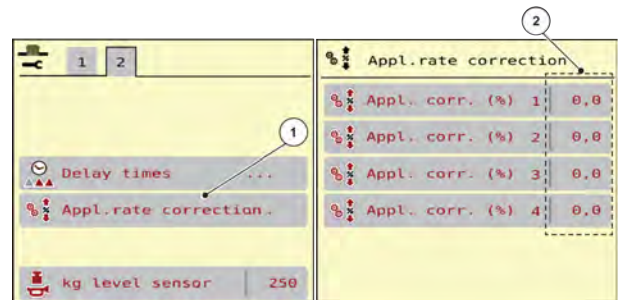 2
1 2
Appl.rate correction
Appl. corr. (%) 1 0,0
1
Appl. corr. (%) 2 0,0
Delay times ...
Appl. corr. (%) 3 0,0
Appl.rate correction.
Appl. corr. (%) 4 0,0
kg level sensor 250